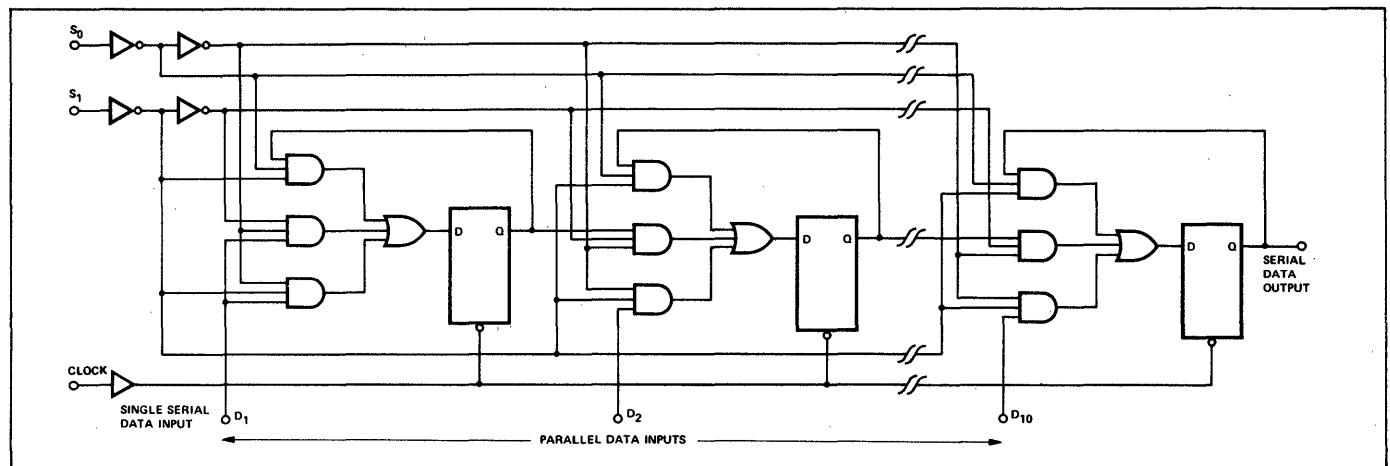 S0
S1
D Q
D Q
D Q
SERIAL
DATA
OUTPUT
CLOCK
SINGLE SERIAL
DATA INPUT
D1
D2
D10
PARALLEL DATA INPUTS